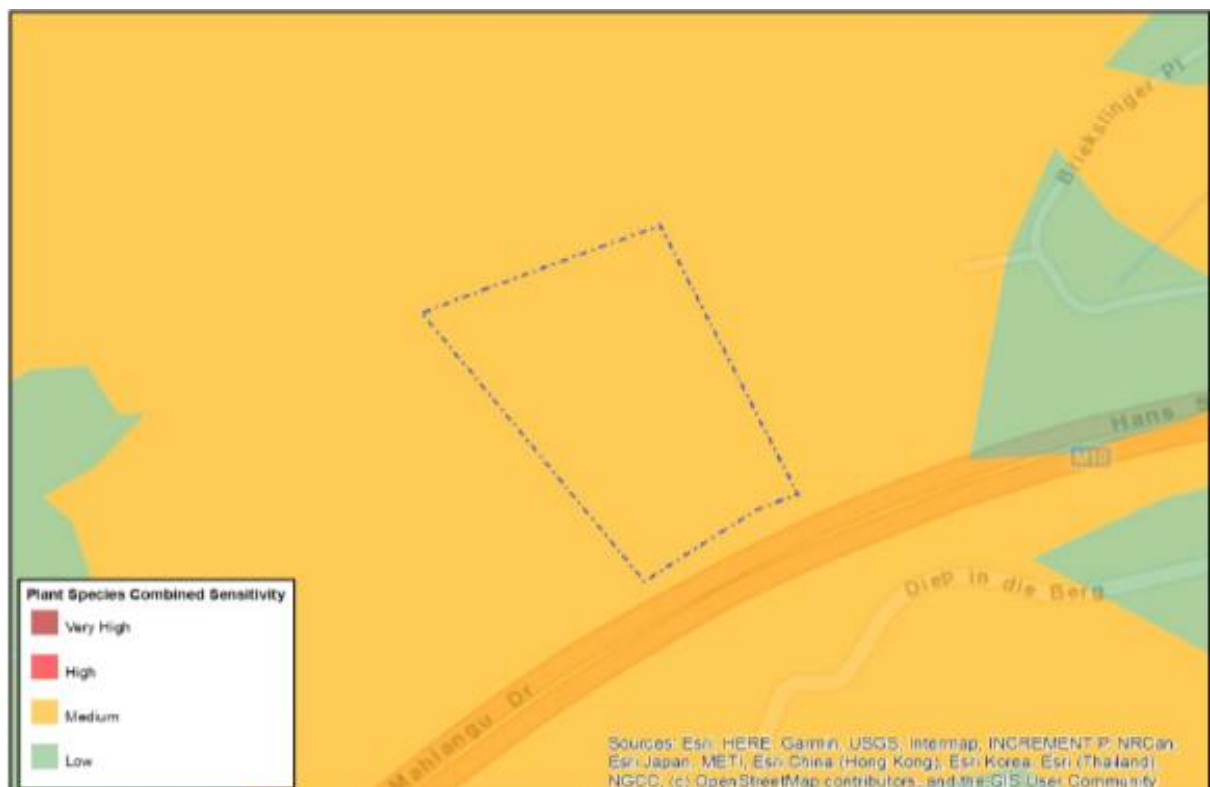 Briekslinger Pl
Hans S
M10
Diep in die Berg
Mahlangu Dr
Plant Species Combined Sensitivity
Very High
High
Medium
Low
Sources: Esri, HERE, Garmin, USGS, Intermap, INCREMENT P, NRCan,
Esri Japan, METI, Esri China (Hong Kong), Esri Korea, Esri (Thailand),
NGCC, (c) OpenStreetMap contributors, and the GIS User Community